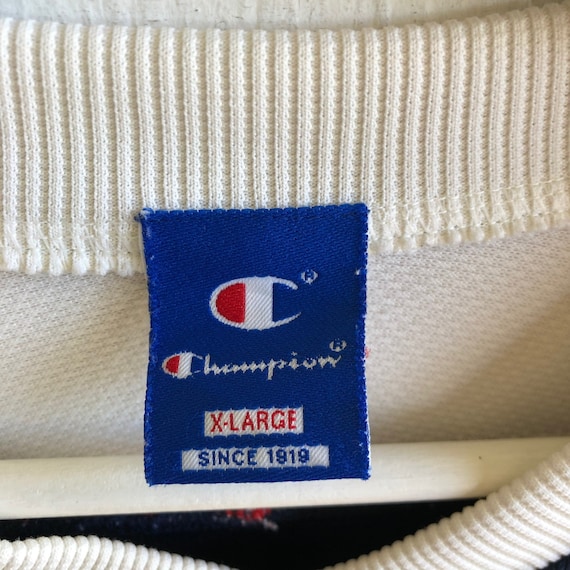 ®
Champion®
X-LARGE
SINCE 1919